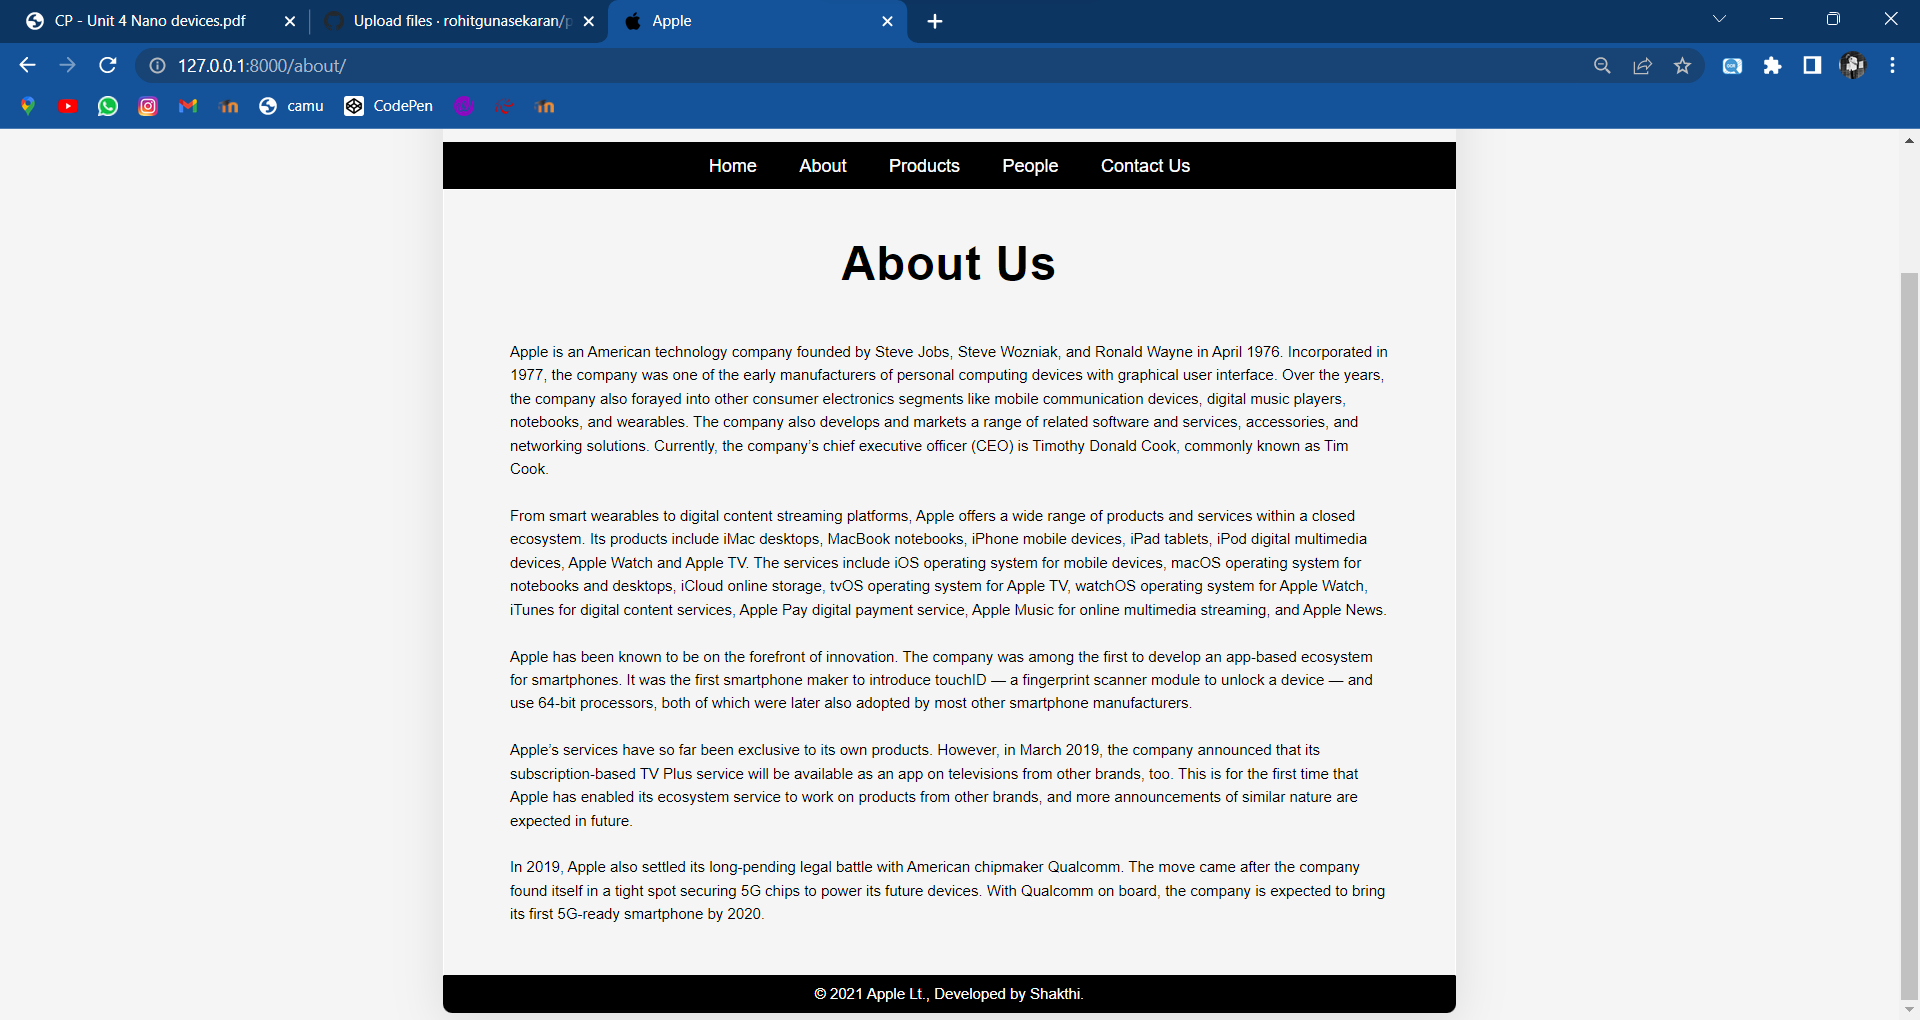 CP - Unit 4 Nano devices.pdf
Upload files · rohitgunasekaran/p
Apple
127.0.0.1:8000/about/
camu
CodePen
Home About Products People Contact Us
About Us
Apple is an American technology company founded by Steve Jobs, Steve Wozniak, and Ronald Wayne in April 1976. Incorporated in
1977, the company was one of the early manufacturers of personal computing devices with graphical user interface. Over the years,
the company also forayed into other consumer electronics segments like mobile communication devices, digital music players,
notebooks, and wearables. The company also develops and markets a range of related software and services, accessories, and
networking solutions. Currently, the company’s chief executive officer (CEO) is Timothy Donald Cook, commonly known as Tim
Cook.
From smart wearables to digital content streaming platforms, Apple offers a wide range of products and services within a closed
ecosystem. Its products include iMac desktops, MacBook notebooks, iPhone mobile devices, iPad tablets, iPod digital multimedia
devices, Apple Watch and Apple TV. The services include iOS operating system for mobile devices, macOS operating system for
notebooks and desktops, iCloud online storage, tvOS operating system for Apple TV, watchOS operating system for Apple Watch,
iTunes for digital content services, Apple Pay digital payment service, Apple Music for online multimedia streaming, and Apple News.
Apple has been known to be on the forefront of innovation. The company was among the first to develop an app-based ecosystem
for smartphones. It was the first smartphone maker to introduce touchID — a fingerprint scanner module to unlock a device — and
use 64-bit processors, both of which were later also adopted by most other smartphone manufacturers.
Apple’s services have so far been exclusive to its own products. However, in March 2019, the company announced that its
subscription-based TV Plus service will be available as an app on televisions from other brands, too. This is for the first time that
Apple has enabled its ecosystem service to work on products from other brands, and more announcements of similar nature are
expected in future.
In 2019, Apple also settled its long-pending legal battle with American chipmaker Qualcomm. The move came after the company
found itself in a tight spot securing 5G chips to power its future devices. With Qualcomm on board, the company is expected to bring
its first 5G-ready smartphone by 2020.
© 2021 Apple Lt., Developed by Shakthi.